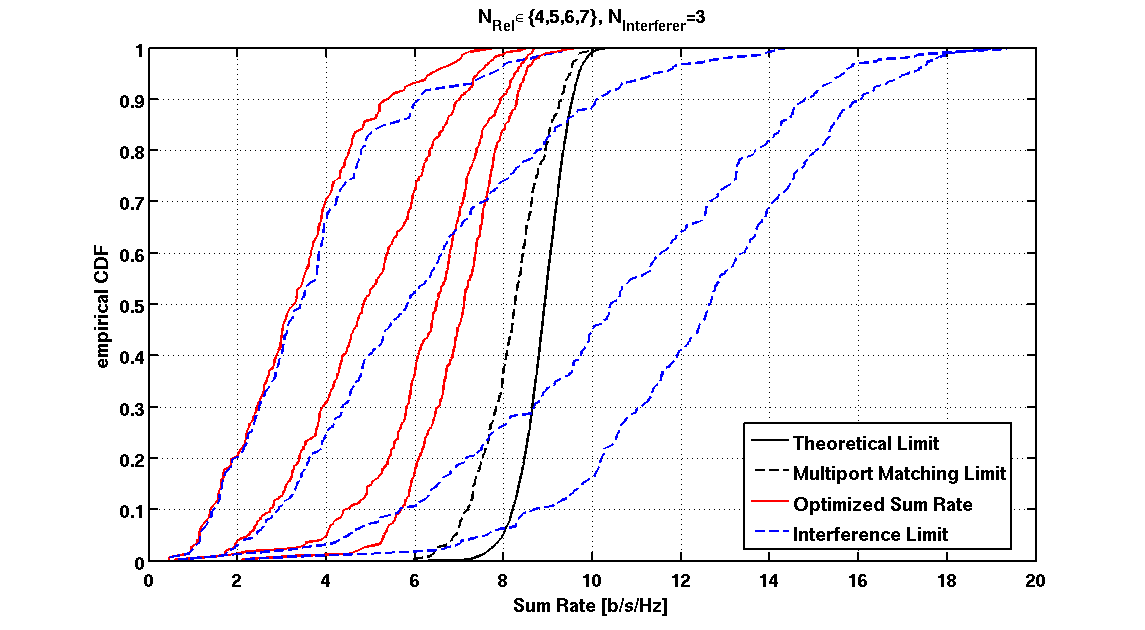 N_Rel ∈ {4,5,6,7}, N_Interferer=3
1
0.9
0.8
0.7
0.6
0.5
0.4
0.3
0.2
0.1
0
empirical CDF
Theoretical Limit
Multiport Matching Limit
Optimized Sum Rate
Interference Limit
0 2 4 6 8 10 12 14 16 18 20
Sum Rate [b/s/Hz]